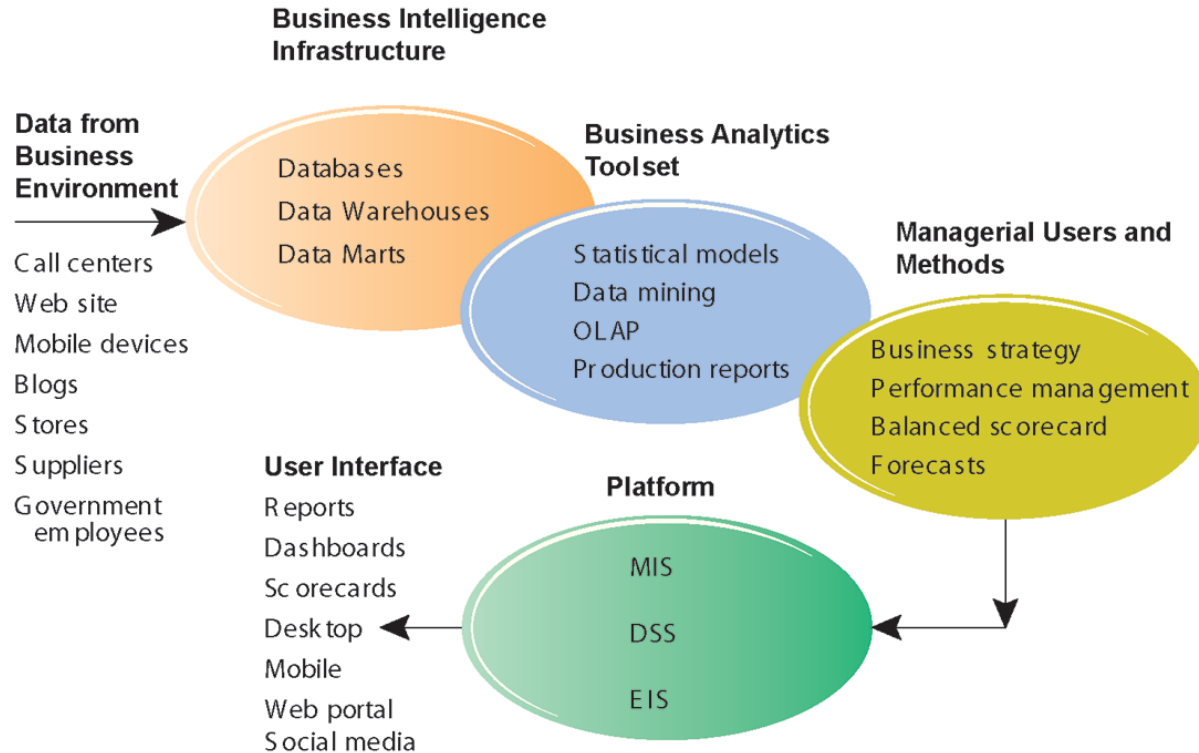 Business Intelligence
Infrastructure
Data from
Business
Environment
Databases
Data Warehouses
Data Marts
Call centers
Web site
Mobile devices
Blogs
Stores
Suppliers
Government
employees
Business Analytics
Toolset
Statistical models
Data mining
OLAP
Production reports
Managerial Users and
Methods
Business strategy
Performance management
Balanced scorecard
Forecasts
Platform
MIS
DSS
EIS
User Interface
Reports
Dashboards
Scorecards
Desktop
Mobile
Web portal
Social media